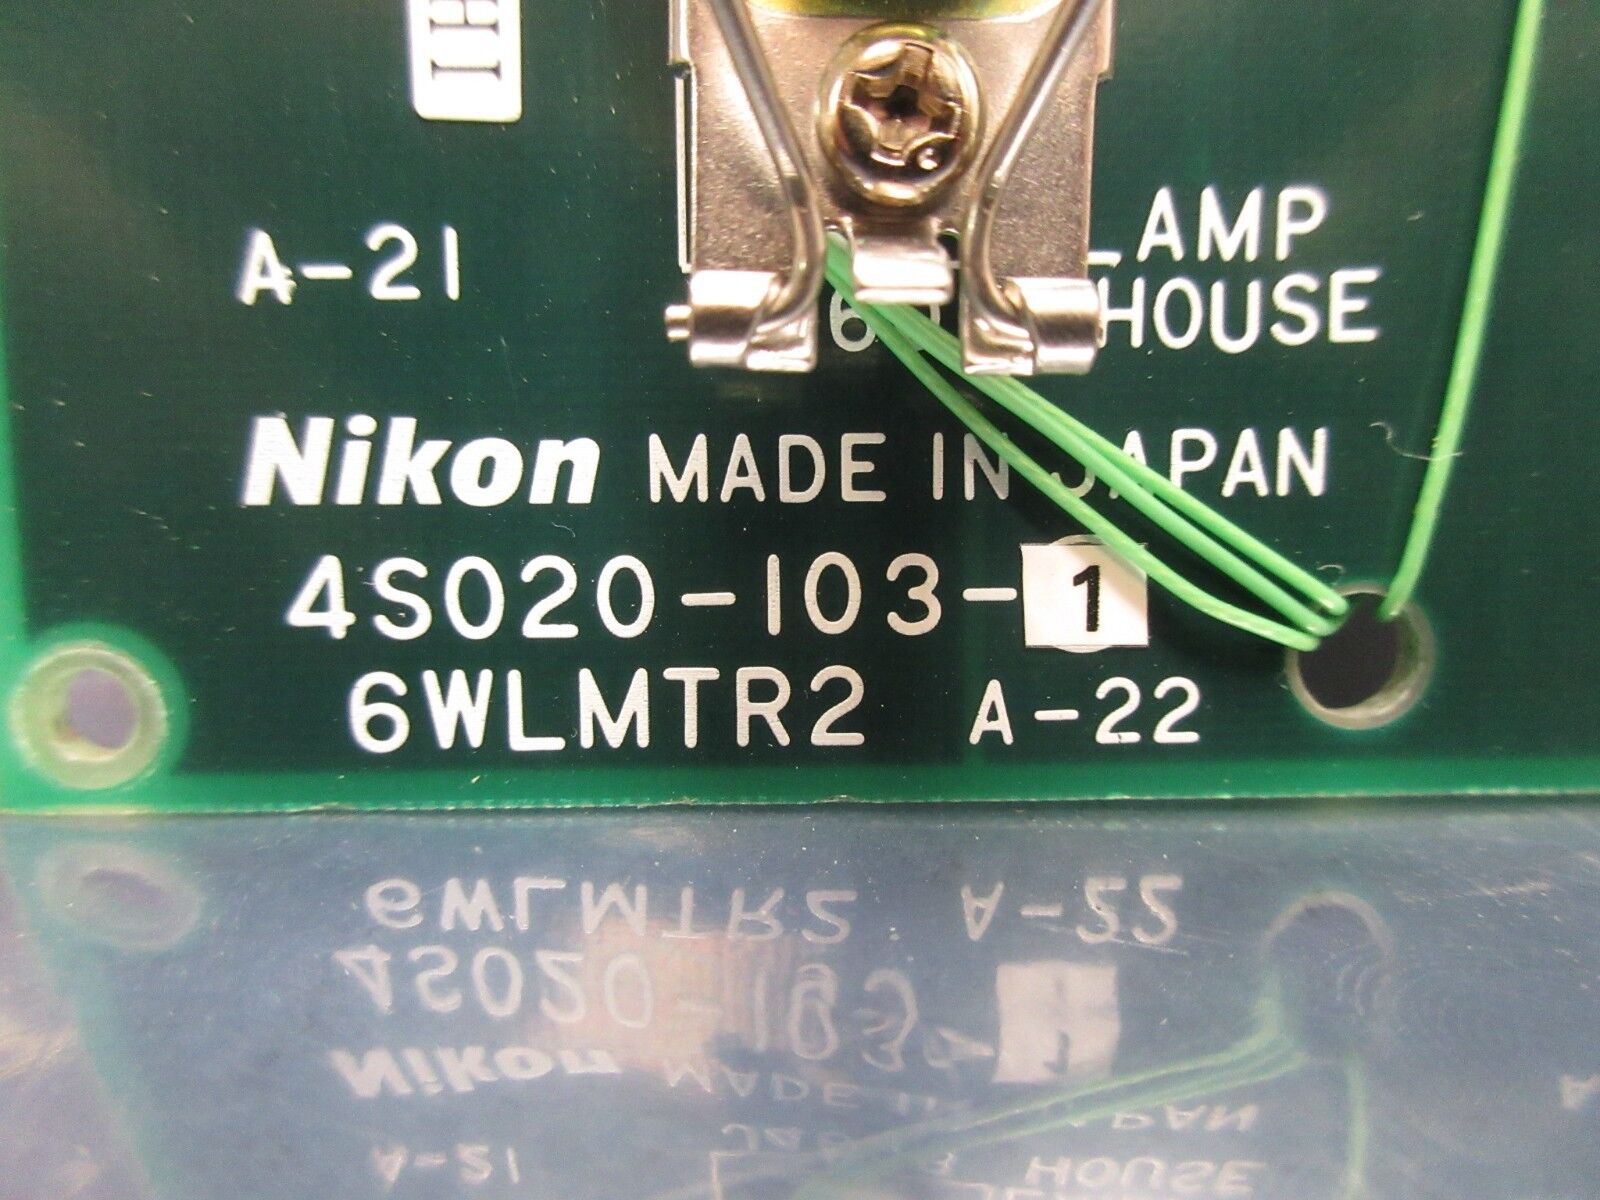 A-21
LAMP
HOUSE
Nikon MADE IN JAPAN
4S020-103-1
6WLMTR2 A-22